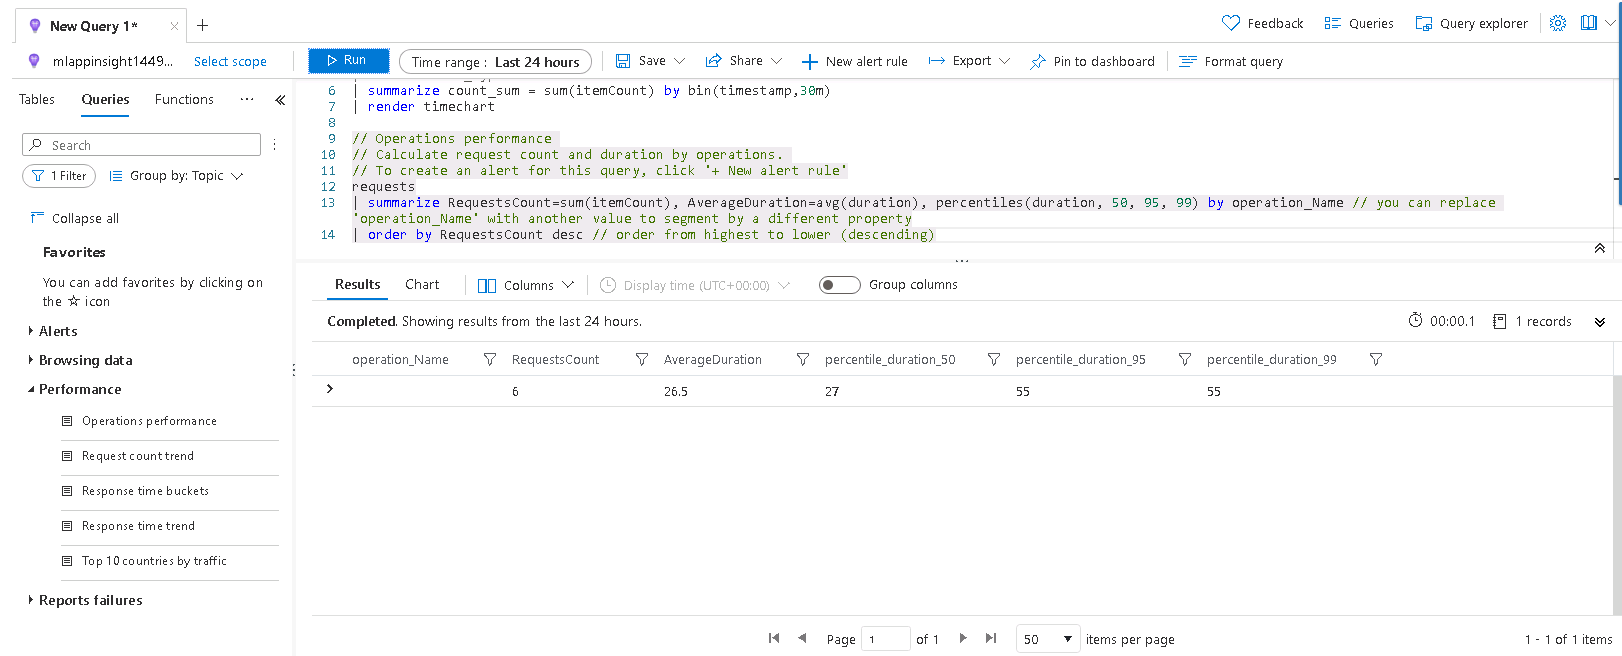 New Query 1*
Feedback
Queries
Query explorer
mlappinsight1449...
Select scope
Run
Time range : Last 24 hours
Save
Share
New alert rule
Export
Pin to dashboard
Format query
Tables
Queries
Functions
...
Search
1 Filter
Group by: Topic
Collapse all
Favorites
You can add favorites by clicking on
the ☆ icon
Alerts
Browsing data
Performance
Operations performance
Request count trend
Response time buckets
Response time trend
Top 10 countries by traffic
Reports failures
6 | summarize count_sum = sum(itemCount) by bin(timestamp,30m)
7 | render timechart
8
9 // Operations performance
10 // Calculate request count and duration by operations.
11 // To create an alert for this query, click '+ New alert rule'
12 requests
13 | summarize RequestsCount=sum(itemCount), AverageDuration=avg(duration), percentiles(duration, 50, 95, 99) by operation_Name // you can replace
'operation_Name' with another value to segment by a different property
14 | order by RequestsCount desc // order from highest to lower (descending)
Results
Chart
Columns
Display time (UTC+00:00)
Group columns
Completed. Showing results from the last 24 hours.
00:00.1
1 records
operation_Name RequestsCount AverageDuration percentile_duration_50 percentile_duration_95 percentile_duration_99
6 26.5 27 55 55
Page 1 of 1
50 items per page
1 - 1 of 1 items